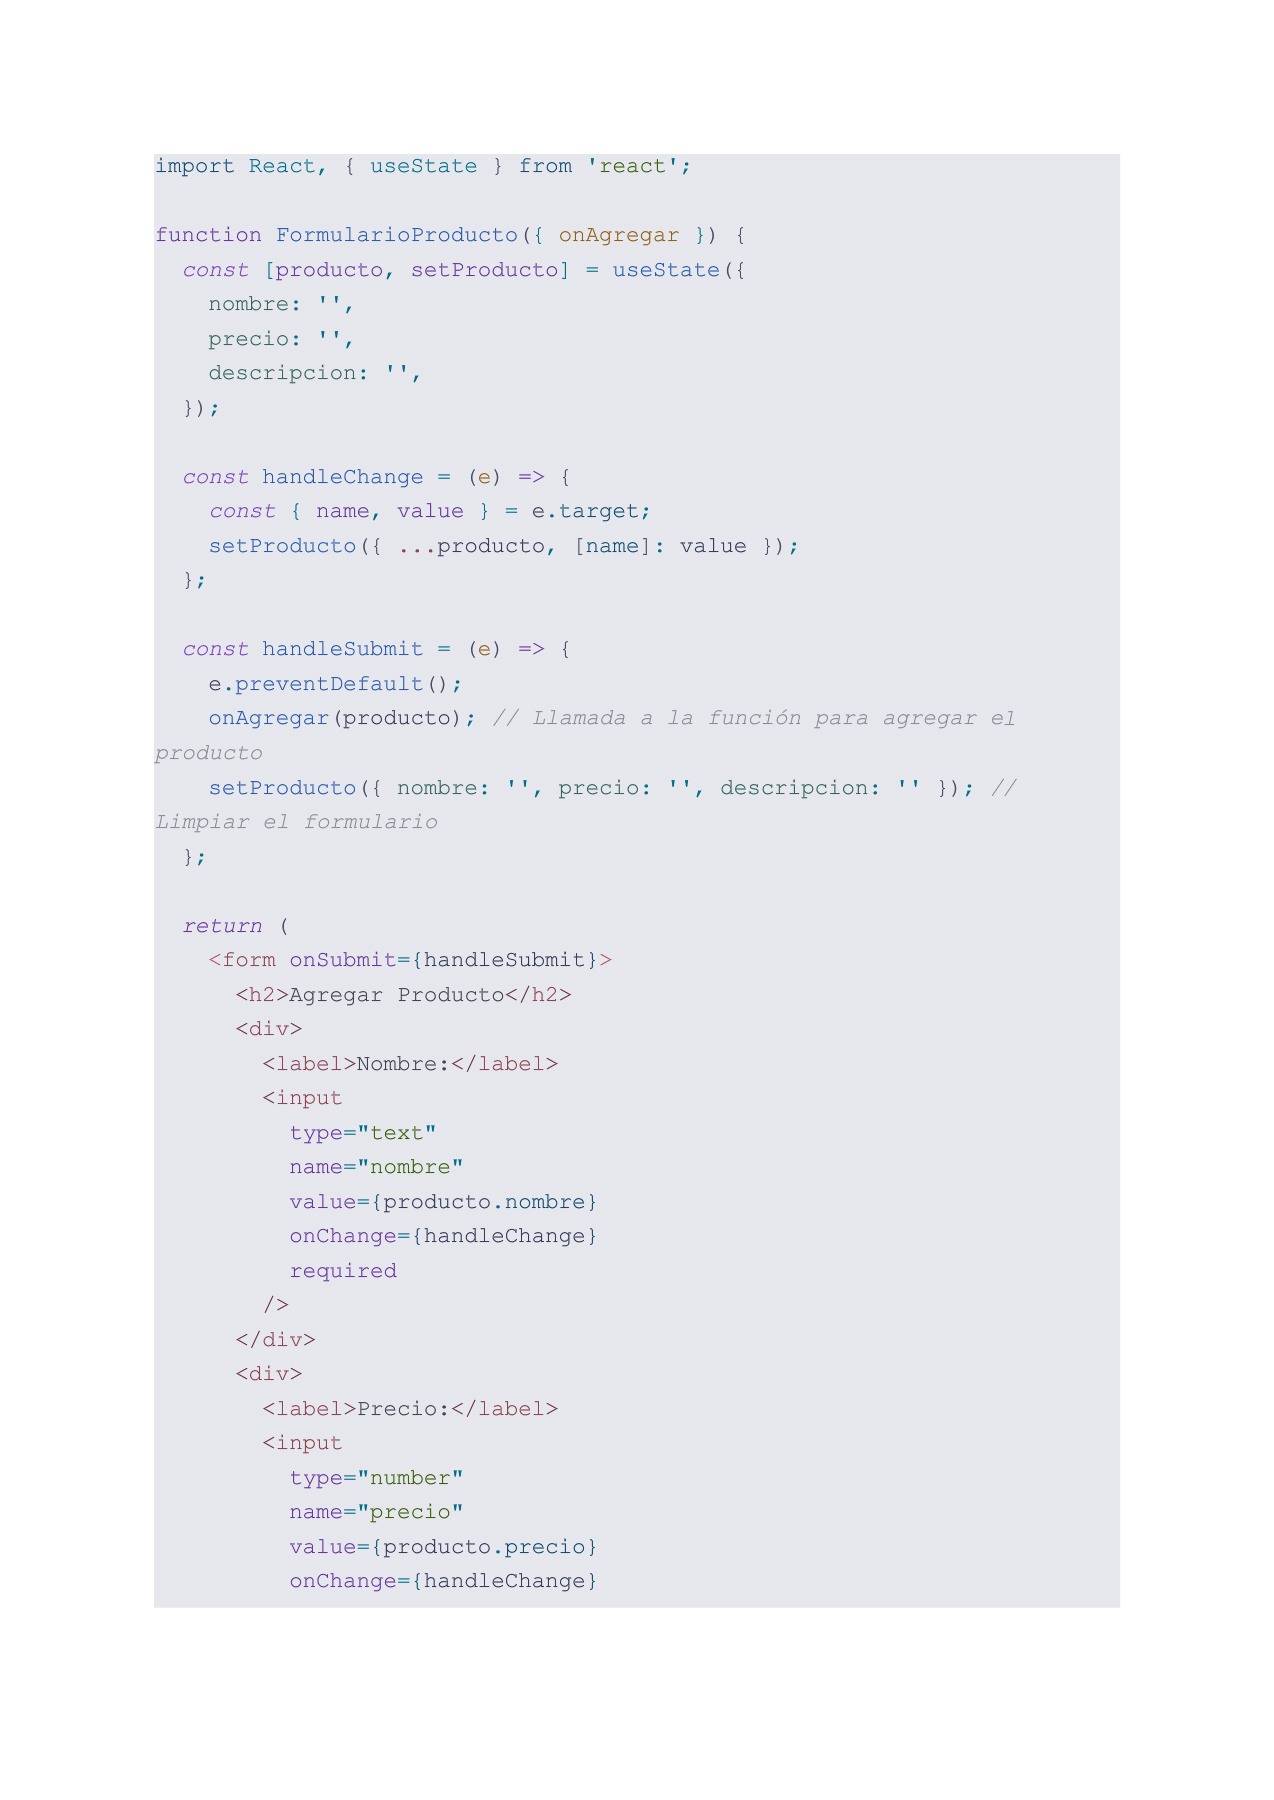 import React, { useState } from 'react';

function FormularioProducto({ onAgregar }) {
  const [producto, setProducto] = useState({
    nombre: '',
    precio: '',
    descripcion: '',
  });

  const handleChange = (e) => {
    const { name, value } = e.target;
    setProducto({ ...producto, [name]: value });
  };

  const handleSubmit = (e) => {
    e.preventDefault();
    onAgregar(producto); // Llamada a la función para agregar el
producto
    setProducto({ nombre: '', precio: '', descripcion: '' }); //
Limpiar el formulario
  };

  return (
    <form onSubmit={handleSubmit}>
      <h2>Agregar Producto</h2>
      <div>
        <label>Nombre:</label>
        <input
          type="text"
          name="nombre"
          value={producto.nombre}
          onChange={handleChange}
          required
        />
      </div>
      <div>
        <label>Precio:</label>
        <input
          type="number"
          name="precio"
          value={producto.precio}
          onChange={handleChange}